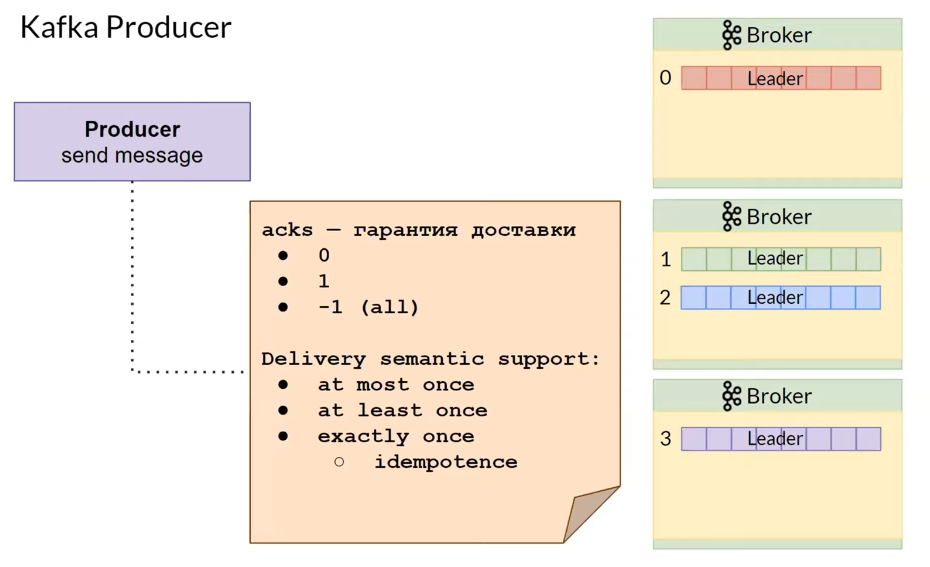 Kafka Producer
Producer
send message
acks — гарантия доставки
● 0
● 1
● -1 (all)
Delivery semantic support:
● at most once
● at least once
● exactly once
○ idempotence
Broker
0 Leader
Broker
1 Leader
2 Leader
Broker
3 Leader